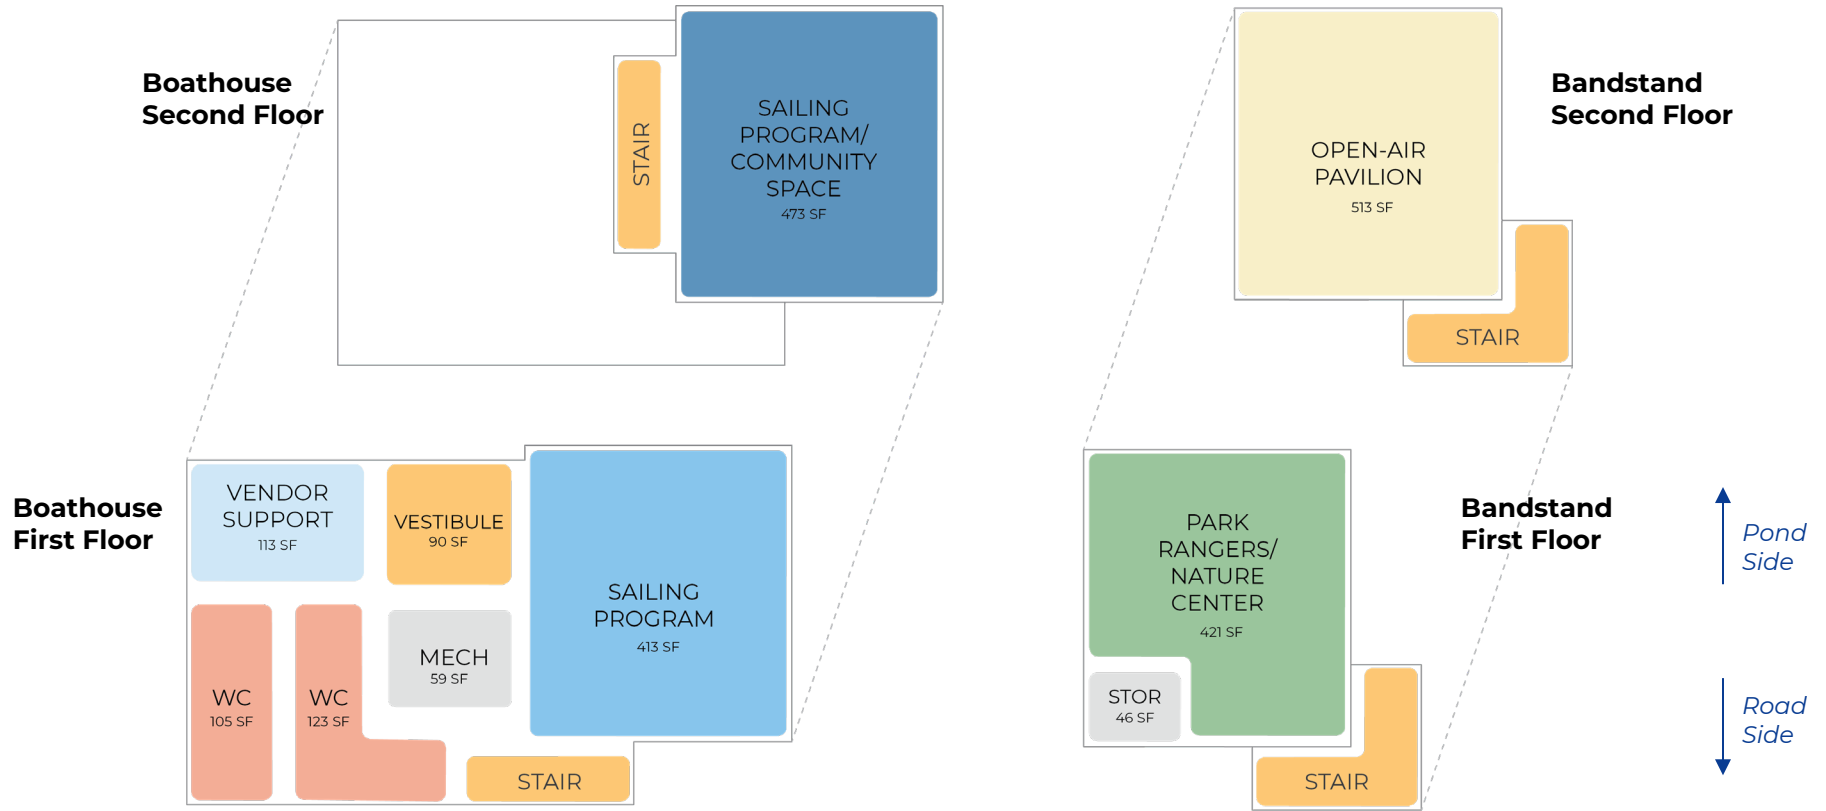 Boathouse
Second Floor
STAIR
SAILING
PROGRAM/
COMMUNITY
SPACE
473 SF
OPEN-AIR
PAVILION
513 SF
STAIR
Bandstand
Second Floor
Boathouse
First Floor
VENDOR
SUPPORT
113 SF
VESTIBULE
90 SF
SAILING
PROGRAM
413 SF
MECH
59 SF
WC
105 SF
WC
123 SF
STAIR
PARK
RANGERS/
NATURE
CENTER
421 SF
STOR
46 SF
STAIR
Bandstand
First Floor
Pond
Side
Road
Side